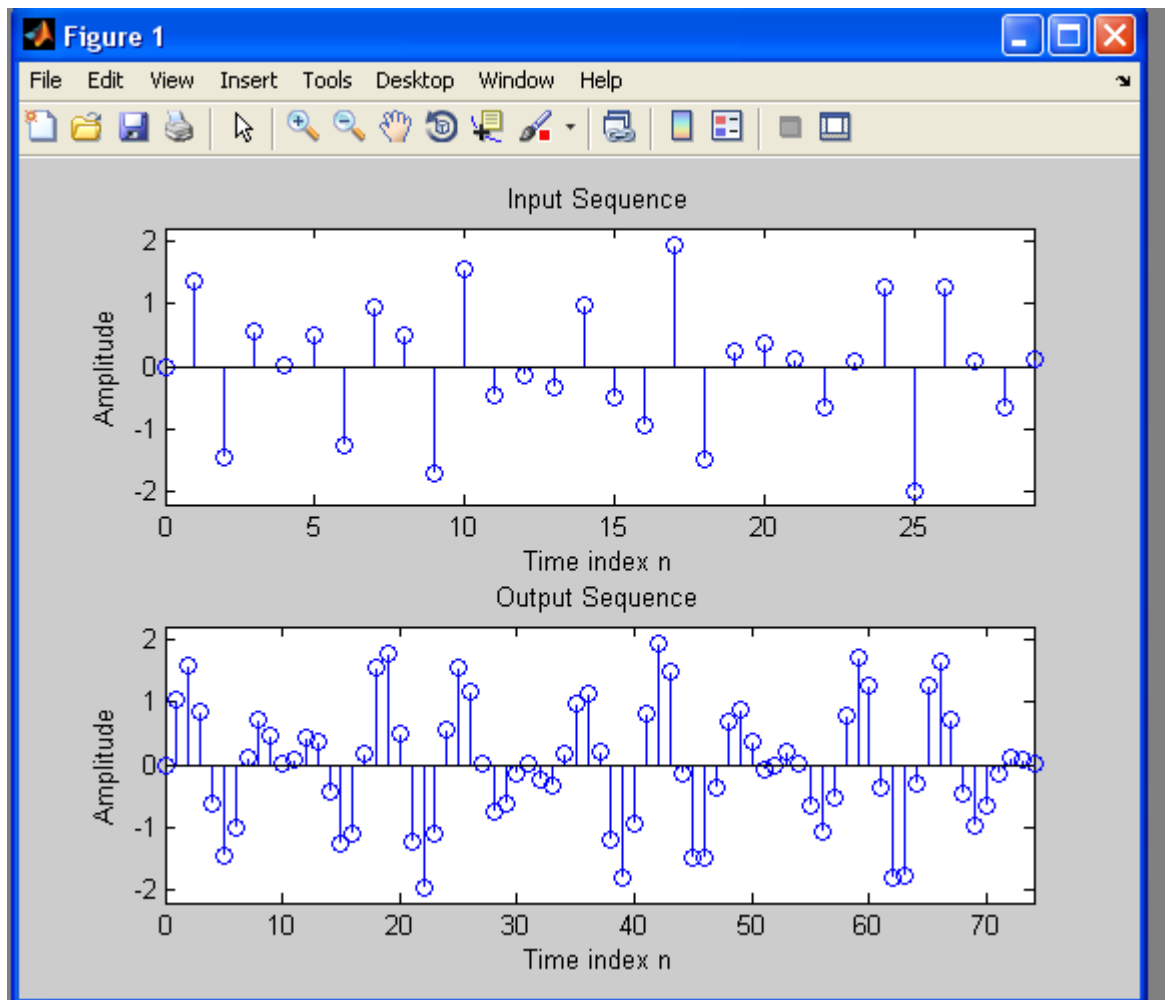 Figure 1
File Edit View Insert Tools Desktop Window Help
Input Sequence
Amplitude
2
1
0
-1
-2
0 5 10 15 20 25
Time index n
Output Sequence
Amplitude
2
1
0
-1
-2
0 10 20 30 40 50 60 70
Time index n